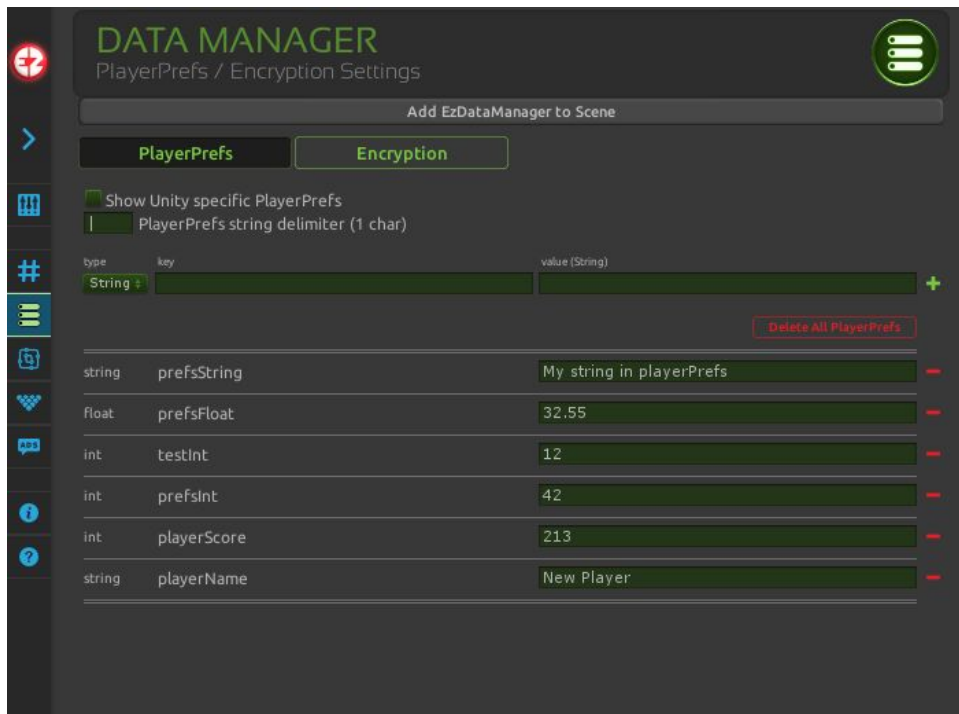 EZ
DATA MANAGER
PlayerPrefs / Encryption Settings
Add EzDataManager to Scene
PlayerPrefs Encryption
Show Unity specific PlayerPrefs
| PlayerPrefs string delimiter (1 char)
type key value (String)
String
Delete All PlayerPrefs
string prefsString My string in playerPrefs
float prefsFloat 32.55
int testInt 12
int prefsInt 42
ADS
int playerScore 213
string playerName New Player